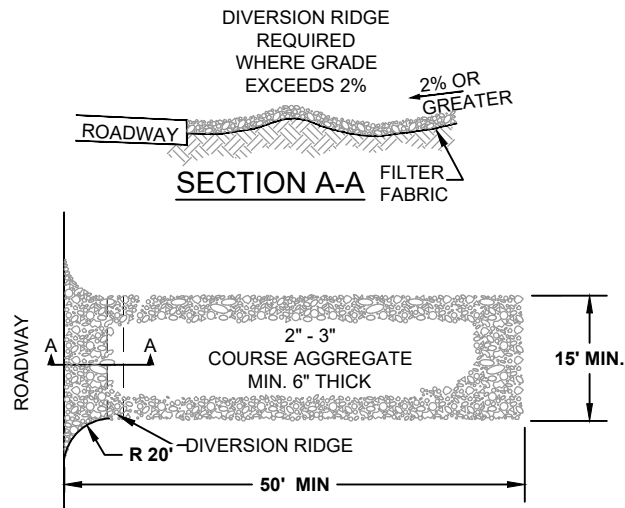 DIVERSION RIDGE
REQUIRED
WHERE GRADE
EXCEEDS 2%
2% OR
GREATER
ROADWAY
SECTION A-A
FILTER
FABRIC
ROADWAY
A
A
2" - 3"
COURSE AGGREGATE
MIN. 6" THICK
15' MIN.
DIVERSION RIDGE
R 20'
50' MIN